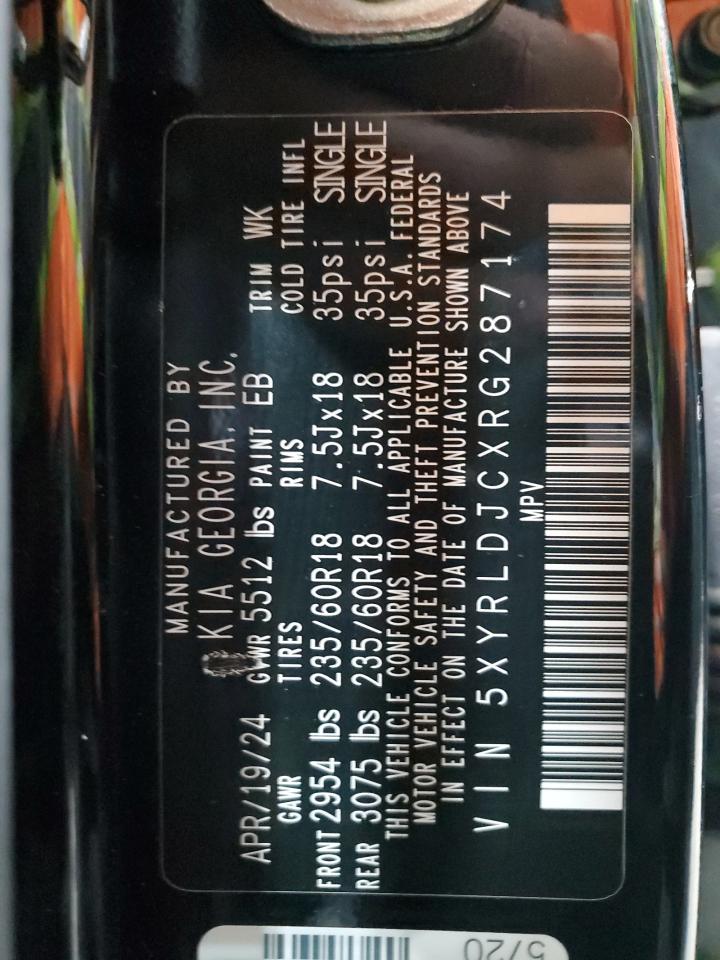 MANUFACTURED BY
KIA GEORGIA, INC.
APR/19/24 GVWR 5512 lbs PAINT EB TRIM WK
GAWR TIRES RIMS COLD TIRE INFL
FRONT 2954 lbs 235/60R18 7.5Jx18 35psi SINGLE
REAR 3075 lbs 235/60R18 7.5Jx18 35psi SINGLE
THIS VEHICLE CONFORMS TO ALL APPLICABLE U.S.A. FEDERAL
MOTOR VEHICLE SAFETY AND THEFT PREVENTION STANDARDS
IN EFFECT ON THE DATE OF MANUFACTURE SHOWN ABOVE
VIN 5XYRLDJCXRG287174
MPV
5/20